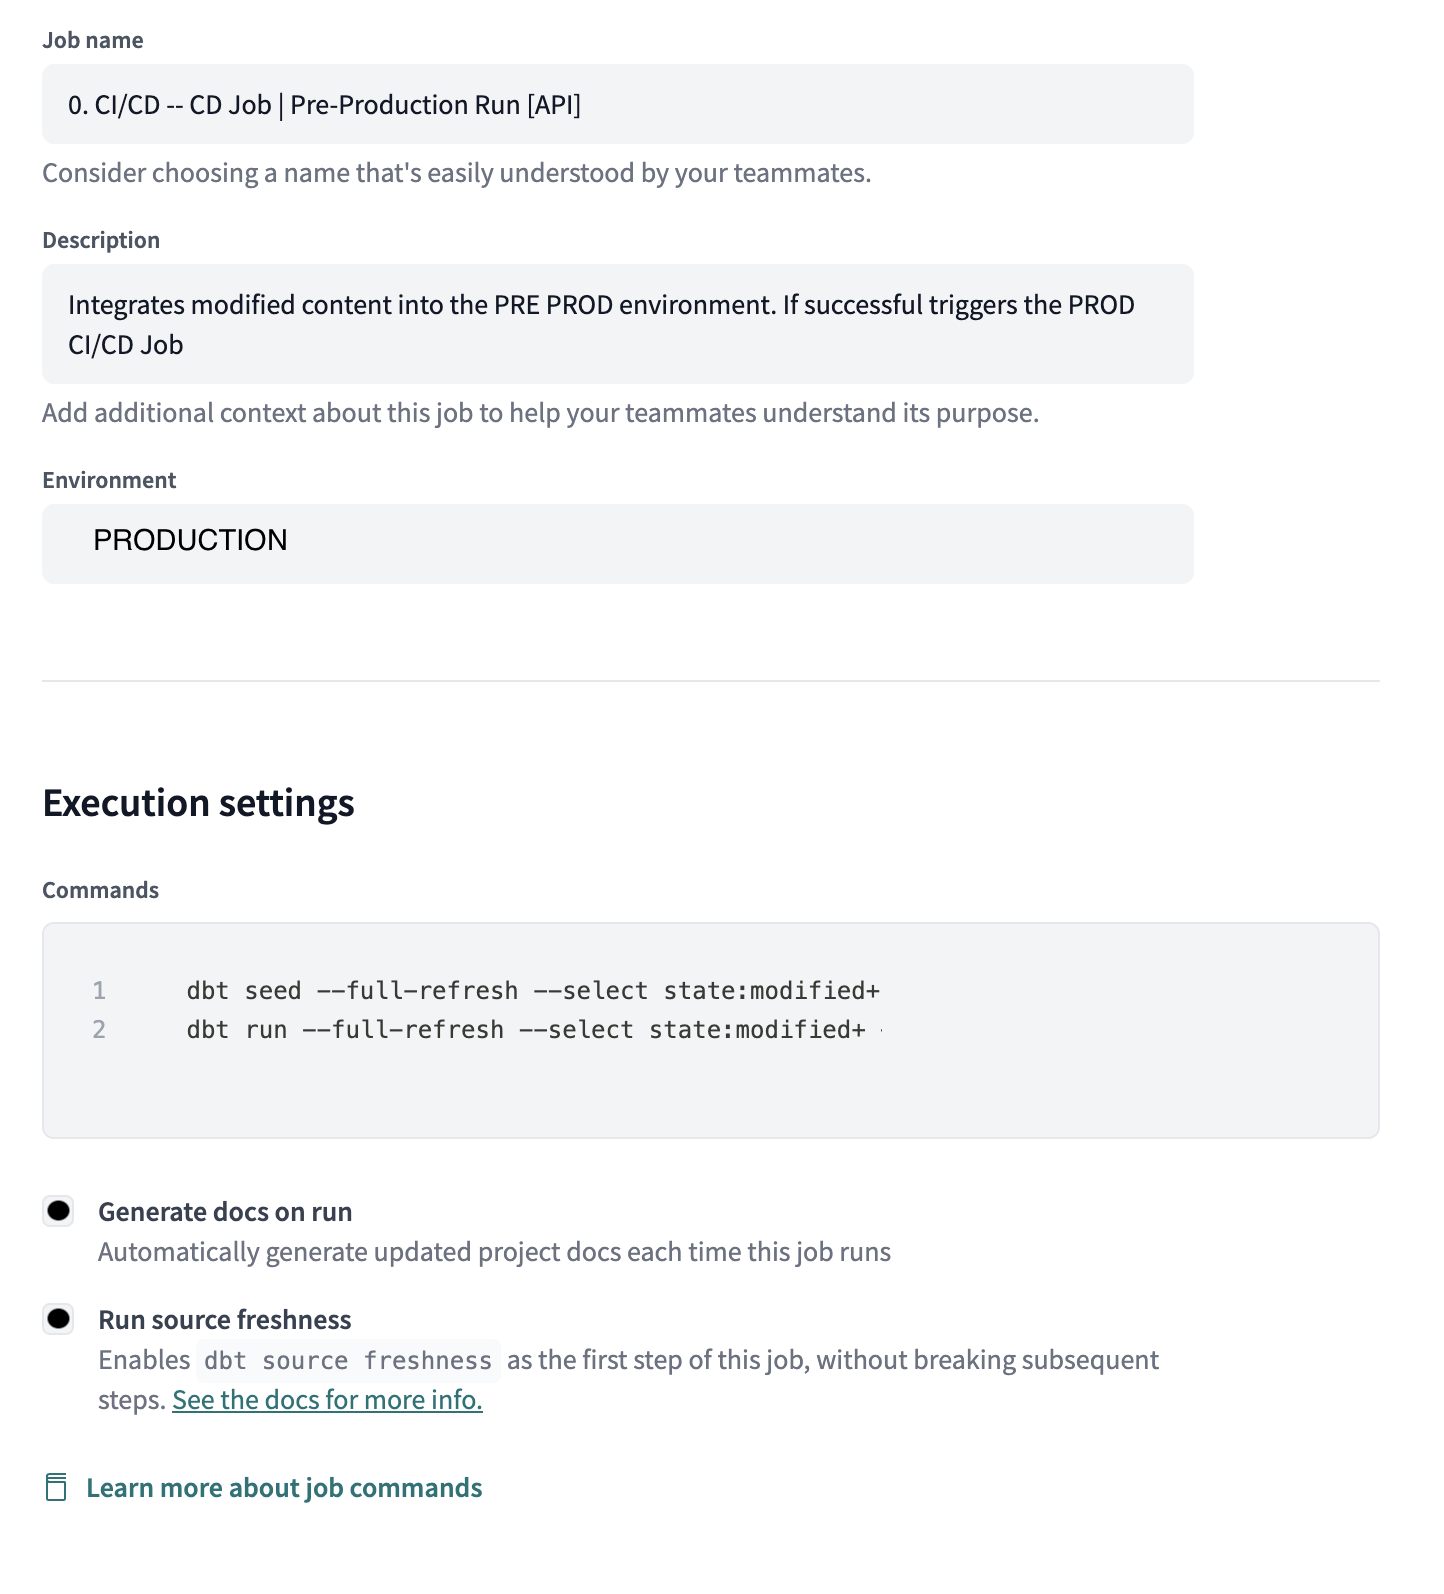 Job name
0. CI/CD -- CD Job | Pre-Production Run [API]
Consider choosing a name that's easily understood by your teammates.
Description
Integrates modified content into the PRE PROD environment. If successful triggers the PROD
CI/CD Job
Add additional context about this job to help your teammates understand its purpose.
Environment
PRODUCTION
Execution settings
Commands
1 dbt seed --full-refresh --select state:modified+
2 dbt run --full-refresh --select state:modified+
Generate docs on run
Automatically generate updated project docs each time this job runs
Run source freshness
Enables dbt source freshness as the first step of this job, without breaking subsequent
steps. See the docs for more info.
Learn more about job commands